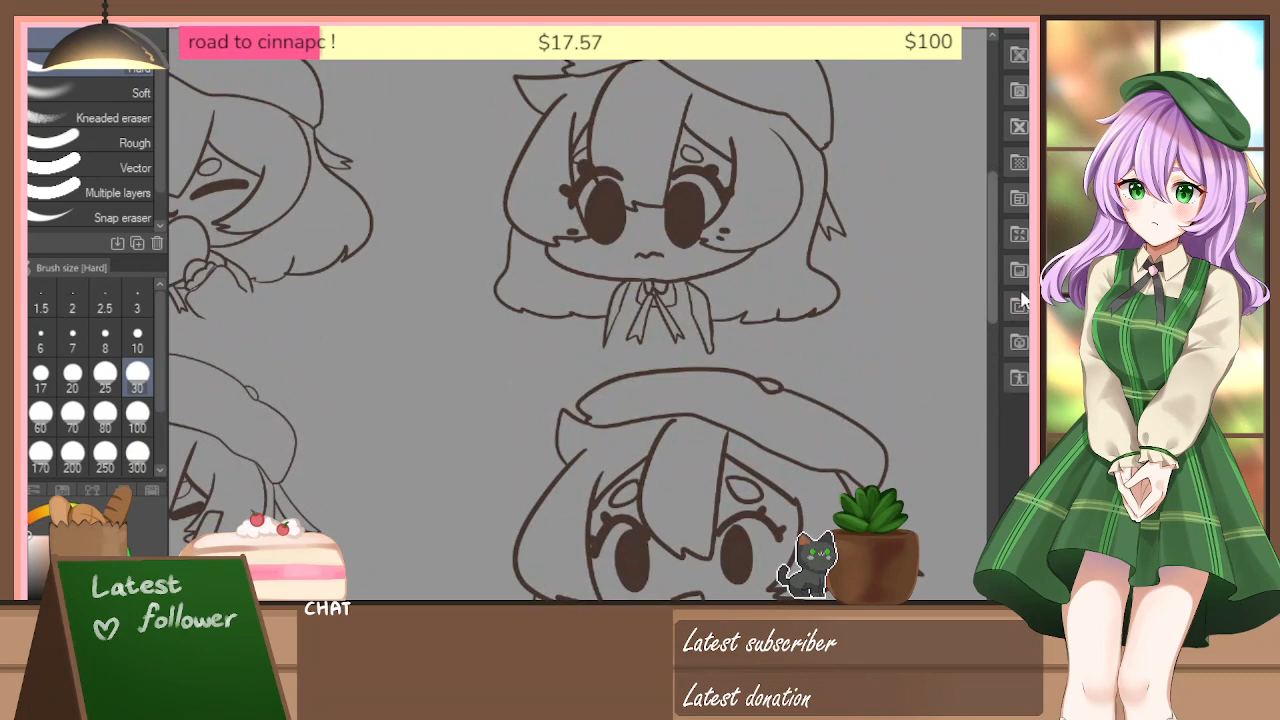 road to cinnapc !
$17.57
$100
Hard
Soft
Kneaded eraser
Rough
Vector
Multiple layers
Snap eraser
Brush size [Hard]
1.5 2 2.5 3
6 7 8 10
17 20 25 30
60 70 80 100
170 200 250 300
Latest
follower
CHAT
Latest subscriber
Latest donation